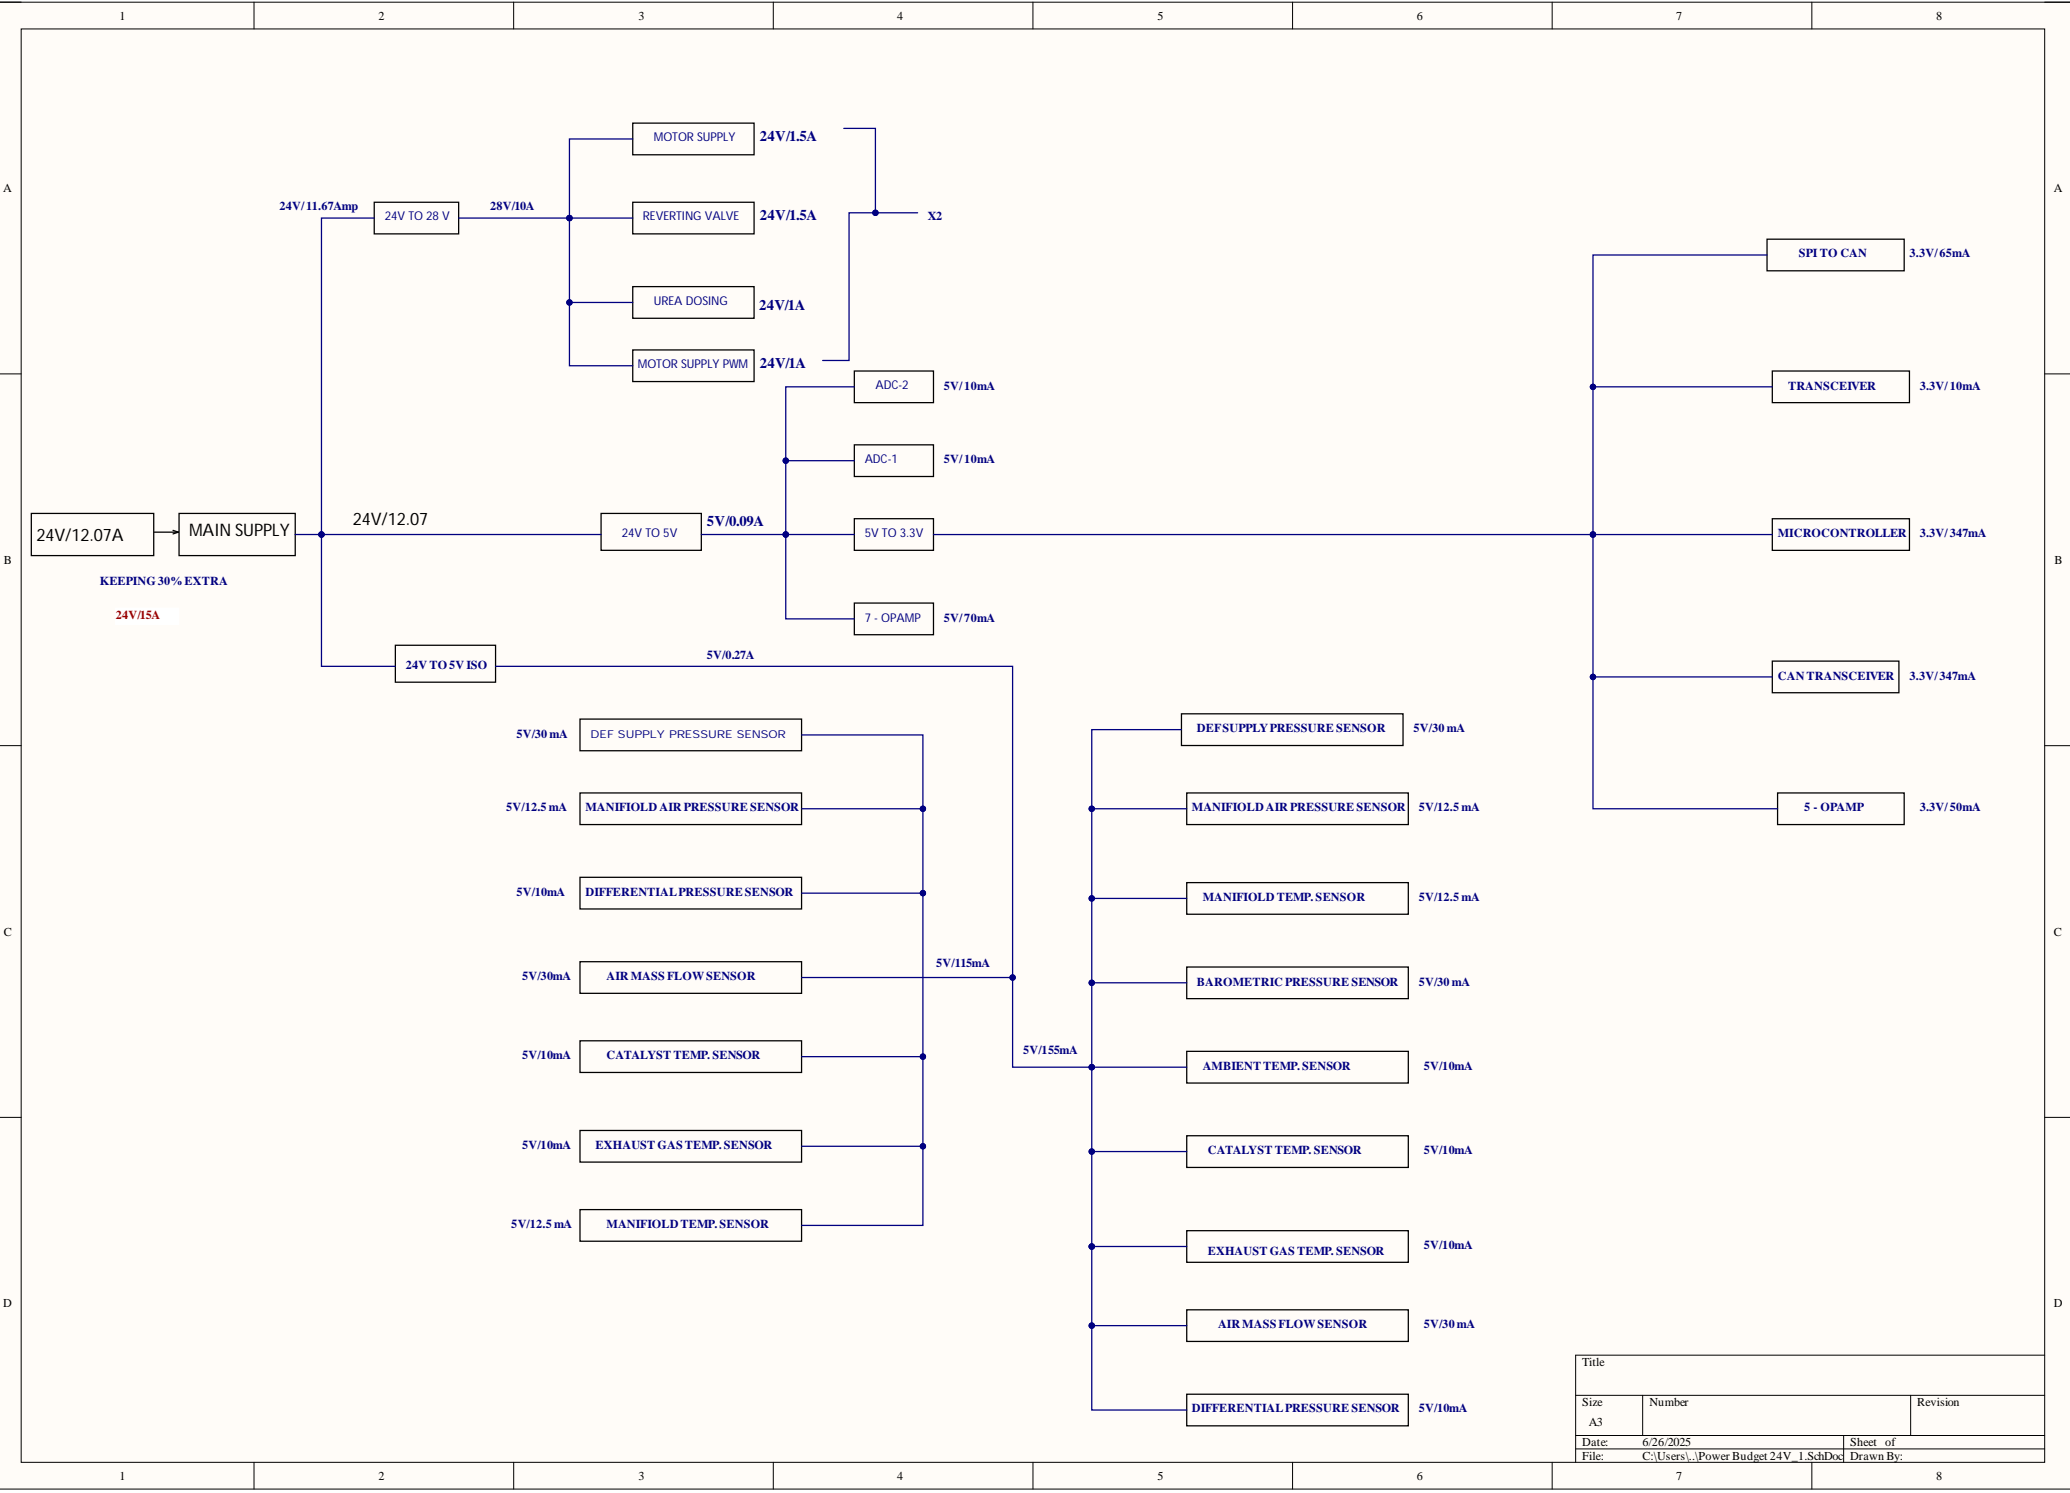 1 2 3 4 5 6 7 8
MOTOR SUPPLY 24V/1.5A
A A
24V/11.67Amp 24V TO 28 V 28V/10A REVERTING VALVE 24V/1.5A X2
SPI TO CAN 3.3V/65mA
UREA DOSING 24V/1A
MOTOR SUPPLY PWM 24V/1A
ADC-2 5V/10mA
TRANSCEIVER 3.3V/10mA
ADC-1 5V/10mA
24V/12.07A MAIN SUPPLY 24V/12.07 24V TO 5V 5V/0.09A 5V TO 3.3V
MICROCONTROLLER 3.3V/347mA
B B
KEEPING 30% EXTRA
24V/15A
7 - OPAMP 5V/70mA
24V TO 5V ISO 5V/0.27A
CAN TRANSCEIVER 3.3V/347mA
5V/30 mA DEF SUPPLY PRESSURE SENSOR
DEF SUPPLY PRESSURE SENSOR 5V/30 mA
5V/12.5 mA MANIFIOLD AIR PRESSURE SENSOR
MANIFIOLD AIR PRESSURE SENSOR 5V/12.5 mA
5 - OPAMP 3.3V/50mA
5V/10mA DIFFERENTIAL PRESSURE SENSOR
MANIFIOLD TEMP. SENSOR 5V/12.5 mA
C C
5V/30mA AIR MASS FLOW SENSOR 5V/115mA
BAROMETRIC PRESSURE SENSOR 5V/30 mA
5V/10mA CATALYST TEMP. SENSOR
5V/155mA AMBIENT TEMP. SENSOR 5V/10mA
5V/10mA EXHAUST GAS TEMP. SENSOR
CATALYST TEMP. SENSOR 5V/10mA
5V/12.5 mA MANIFIOLD TEMP. SENSOR
EXHAUST GAS TEMP. SENSOR 5V/10mA
D D
AIR MASS FLOW SENSOR 5V/30 mA
DIFFERENTIAL PRESSURE SENSOR 5V/10mA
Title
Size Number Revision
A3
Date: 6/26/2025 Sheet of
File: C:\Users\..\Power Budget 24V_1.SchDoc Drawn By:
1 2 3 4 5 6 7 8